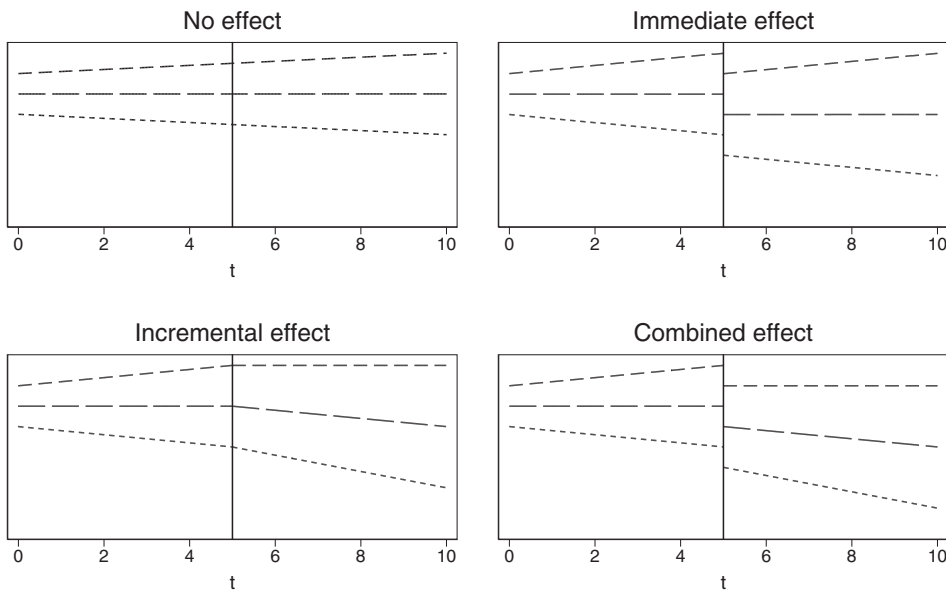 No effect
Immediate effect
0 2 4 6 8 10
0 2 4 6 8 10
t
t
Incremental effect
Combined effect
0 2 4 6 8 10
0 2 4 6 8 10
t
t